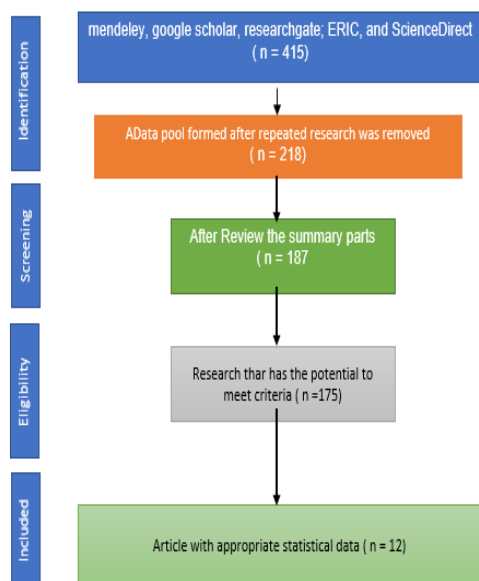 Identification
mendeley, google scholar, researchgate; ERIC, and ScienceDirect
( n = 415)
AData pool formed after repeated research was removed
( n = 218)
Screening
After Review the summary parts
( n = 187
Eligibility
Research thar has the potential to
meet criteria ( n =175)
Included
Article with appropriate statistical data ( n = 12)